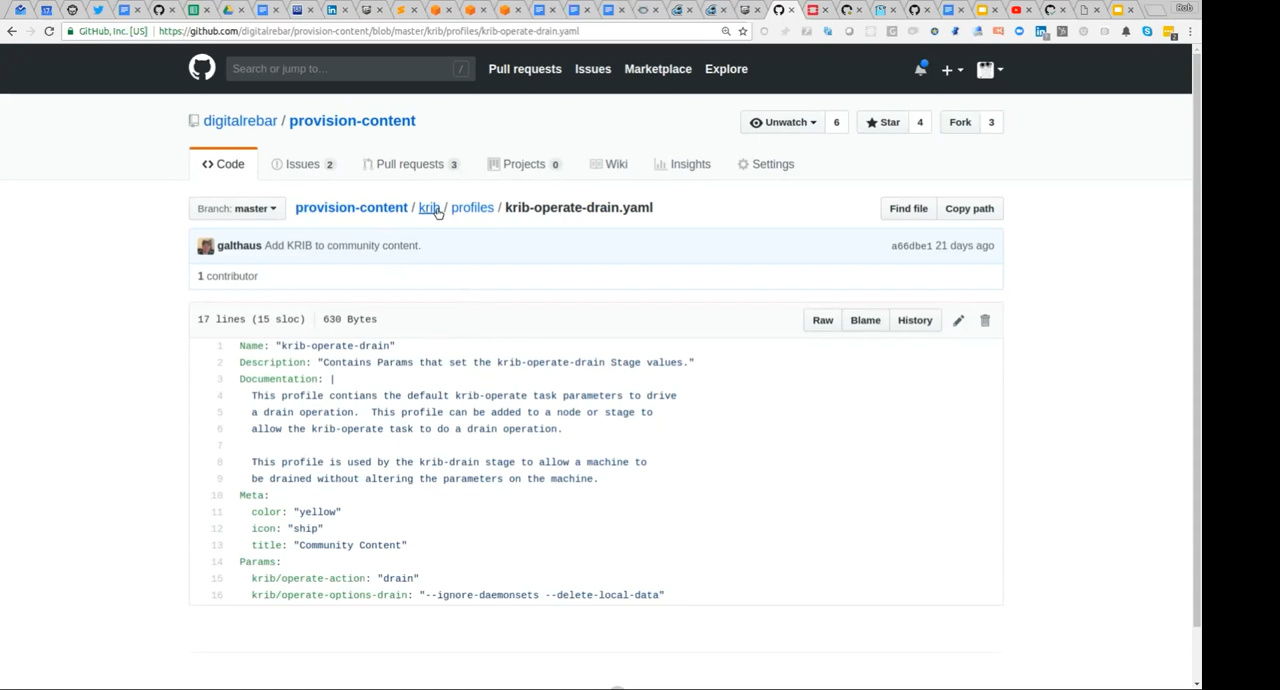 Rob
GitHub, Inc. [US] https://github.com/digitalrebar/provision-content/blob/master/krib/profiles/krib-operate-drain.yaml
Search or jump to... / Pull requests Issues Marketplace Explore
digitalrebar / provision-content
Unwatch 6 Star 4 Fork 3
<> Code Issues 2 Pull requests 3 Projects 0 Wiki Insights Settings
Branch: master provision-content / krib / profiles / krib-operate-drain.yaml Find file Copy path
galthaus Add KRIB to community content. a66dbe1 21 days ago
1 contributor
17 lines (15 sloc) 630 Bytes Raw Blame History
1 Name: "krib-operate-drain"
2 Description: "Contains Params that set the krib-operate-drain Stage values."
3 Documentation: |
4 This profile contians the default krib-operate task parameters to drive
5 a drain operation. This profile can be added to a node or stage to
6 allow the krib-operate task to do a drain operation.
7
8 This profile is used by the krib-drain stage to allow a machine to
9 be drained without altering the parameters on the machine.
10 Meta:
11 color: "yellow"
12 icon: "ship"
13 title: "Community Content"
14 Params:
15 krib/operate-action: "drain"
16 krib/operate-options-drain: "--ignore-daemonsets --delete-local-data"